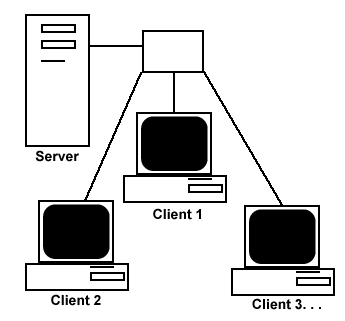 Server
Client 1
Client 2
Client 3. . .